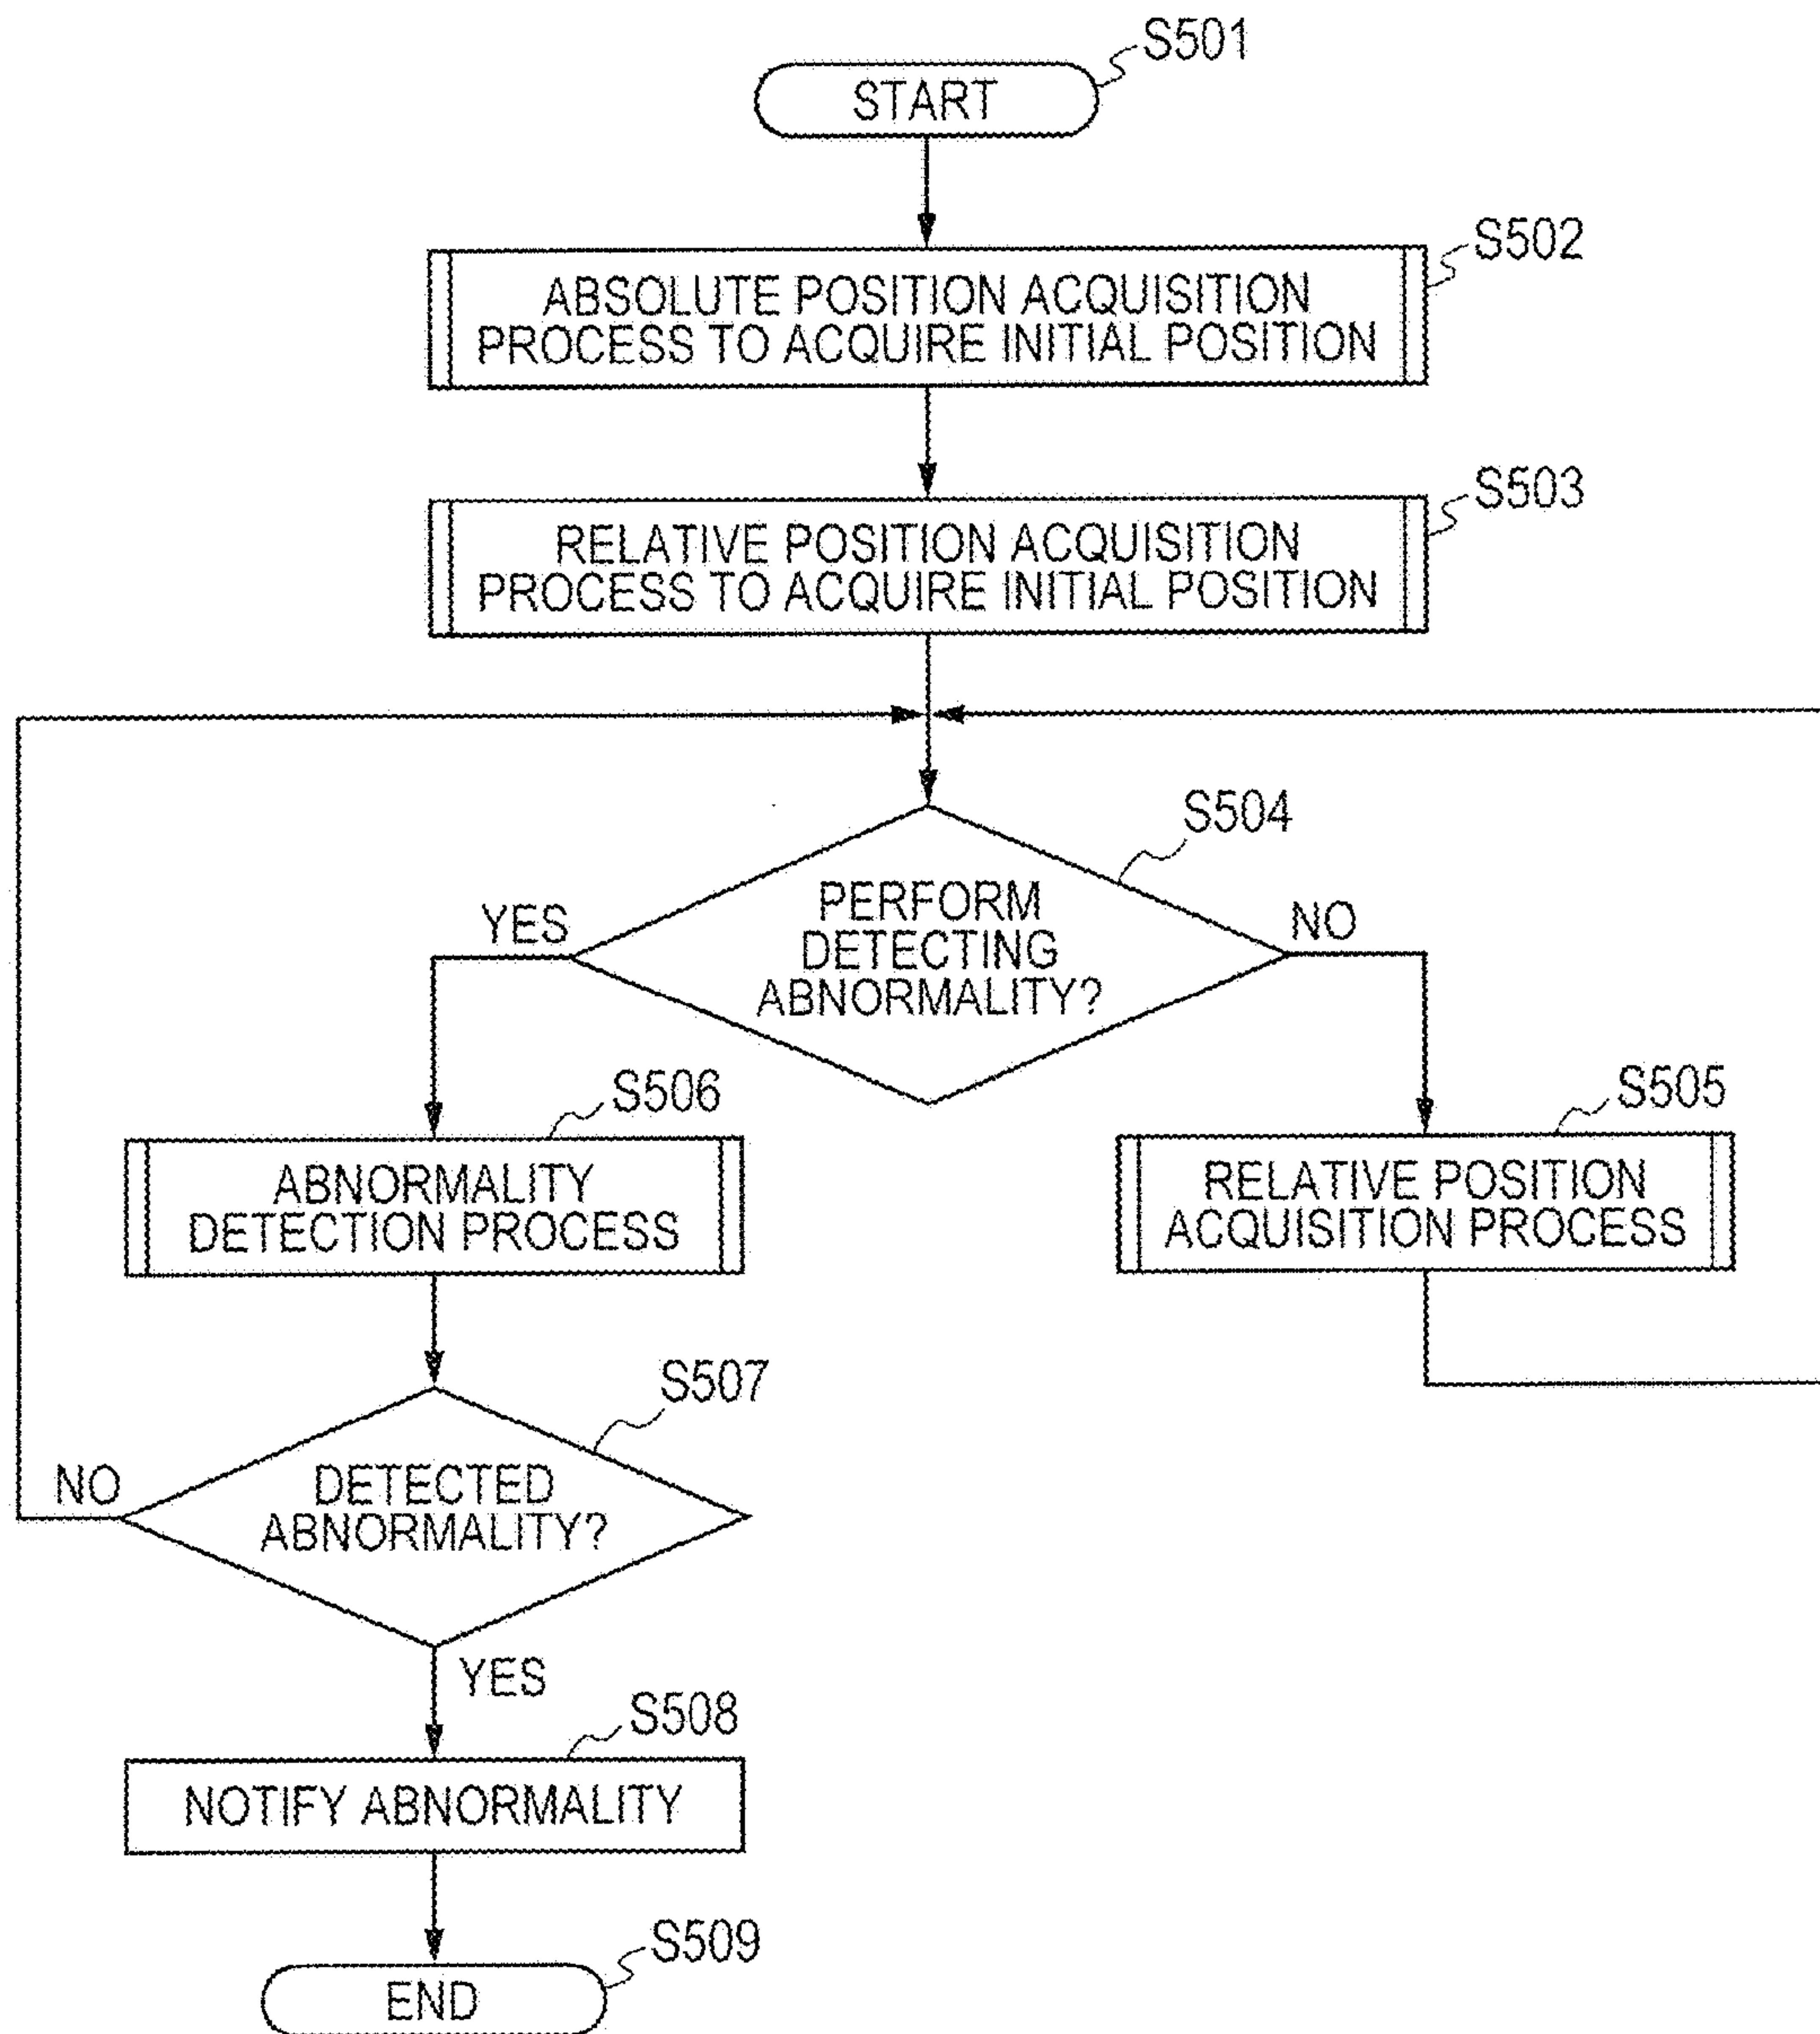 S501
START
S502
ABSOLUTE POSITION ACQUISITION
PROCESS TO ACQUIRE INITIAL POSITION
S503
RELATIVE POSITION ACQUISITION
PROCESS TO ACQUIRE INITIAL POSITION
S504
PERFORM
DETECTING
ABNORMALITY?
YES
NO
S506
ABNORMALITY
DETECTION PROCESS
S505
RELATIVE POSITION
ACQUISITION PROCESS
S507
DETECTED
ABNORMALITY?
NO
YES
S508
NOTIFY ABNORMALITY
S509
END